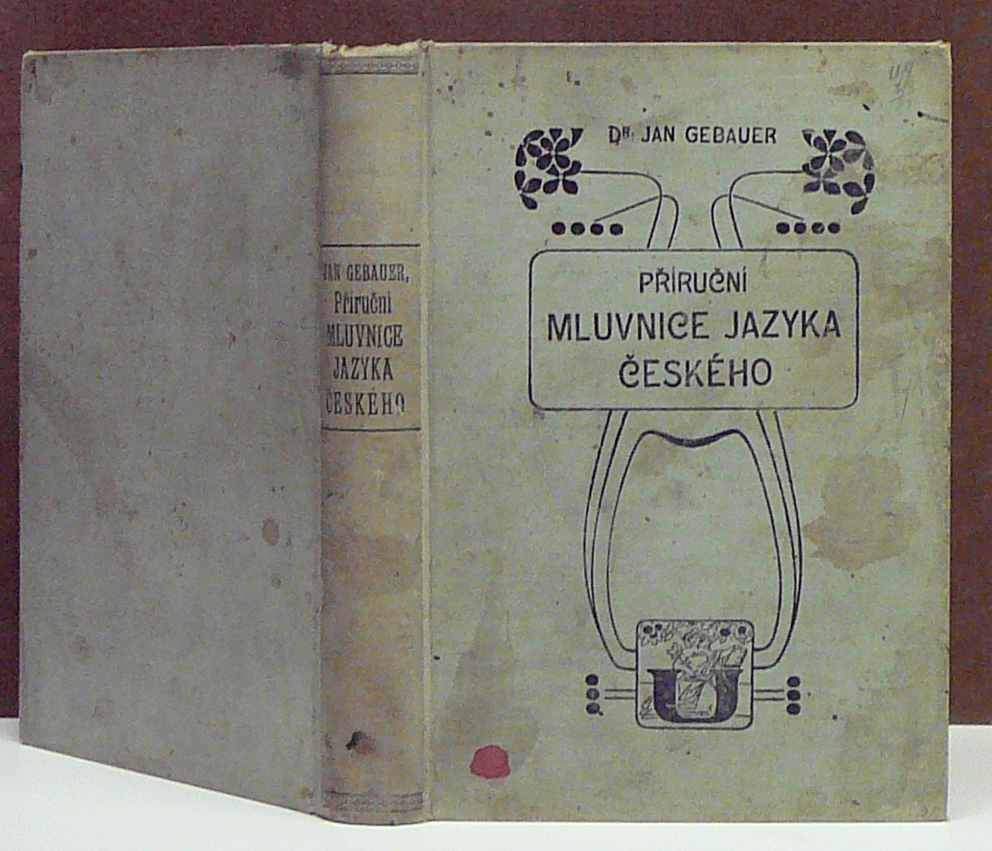 JAN GEBAUER,
Příruční
MLUVNICE
JAZYKA
ČESKÉHO
DR. JAN GEBAUER
PŘÍRUČNÍ
MLUVNICE JAZYKA
ČESKÉHO